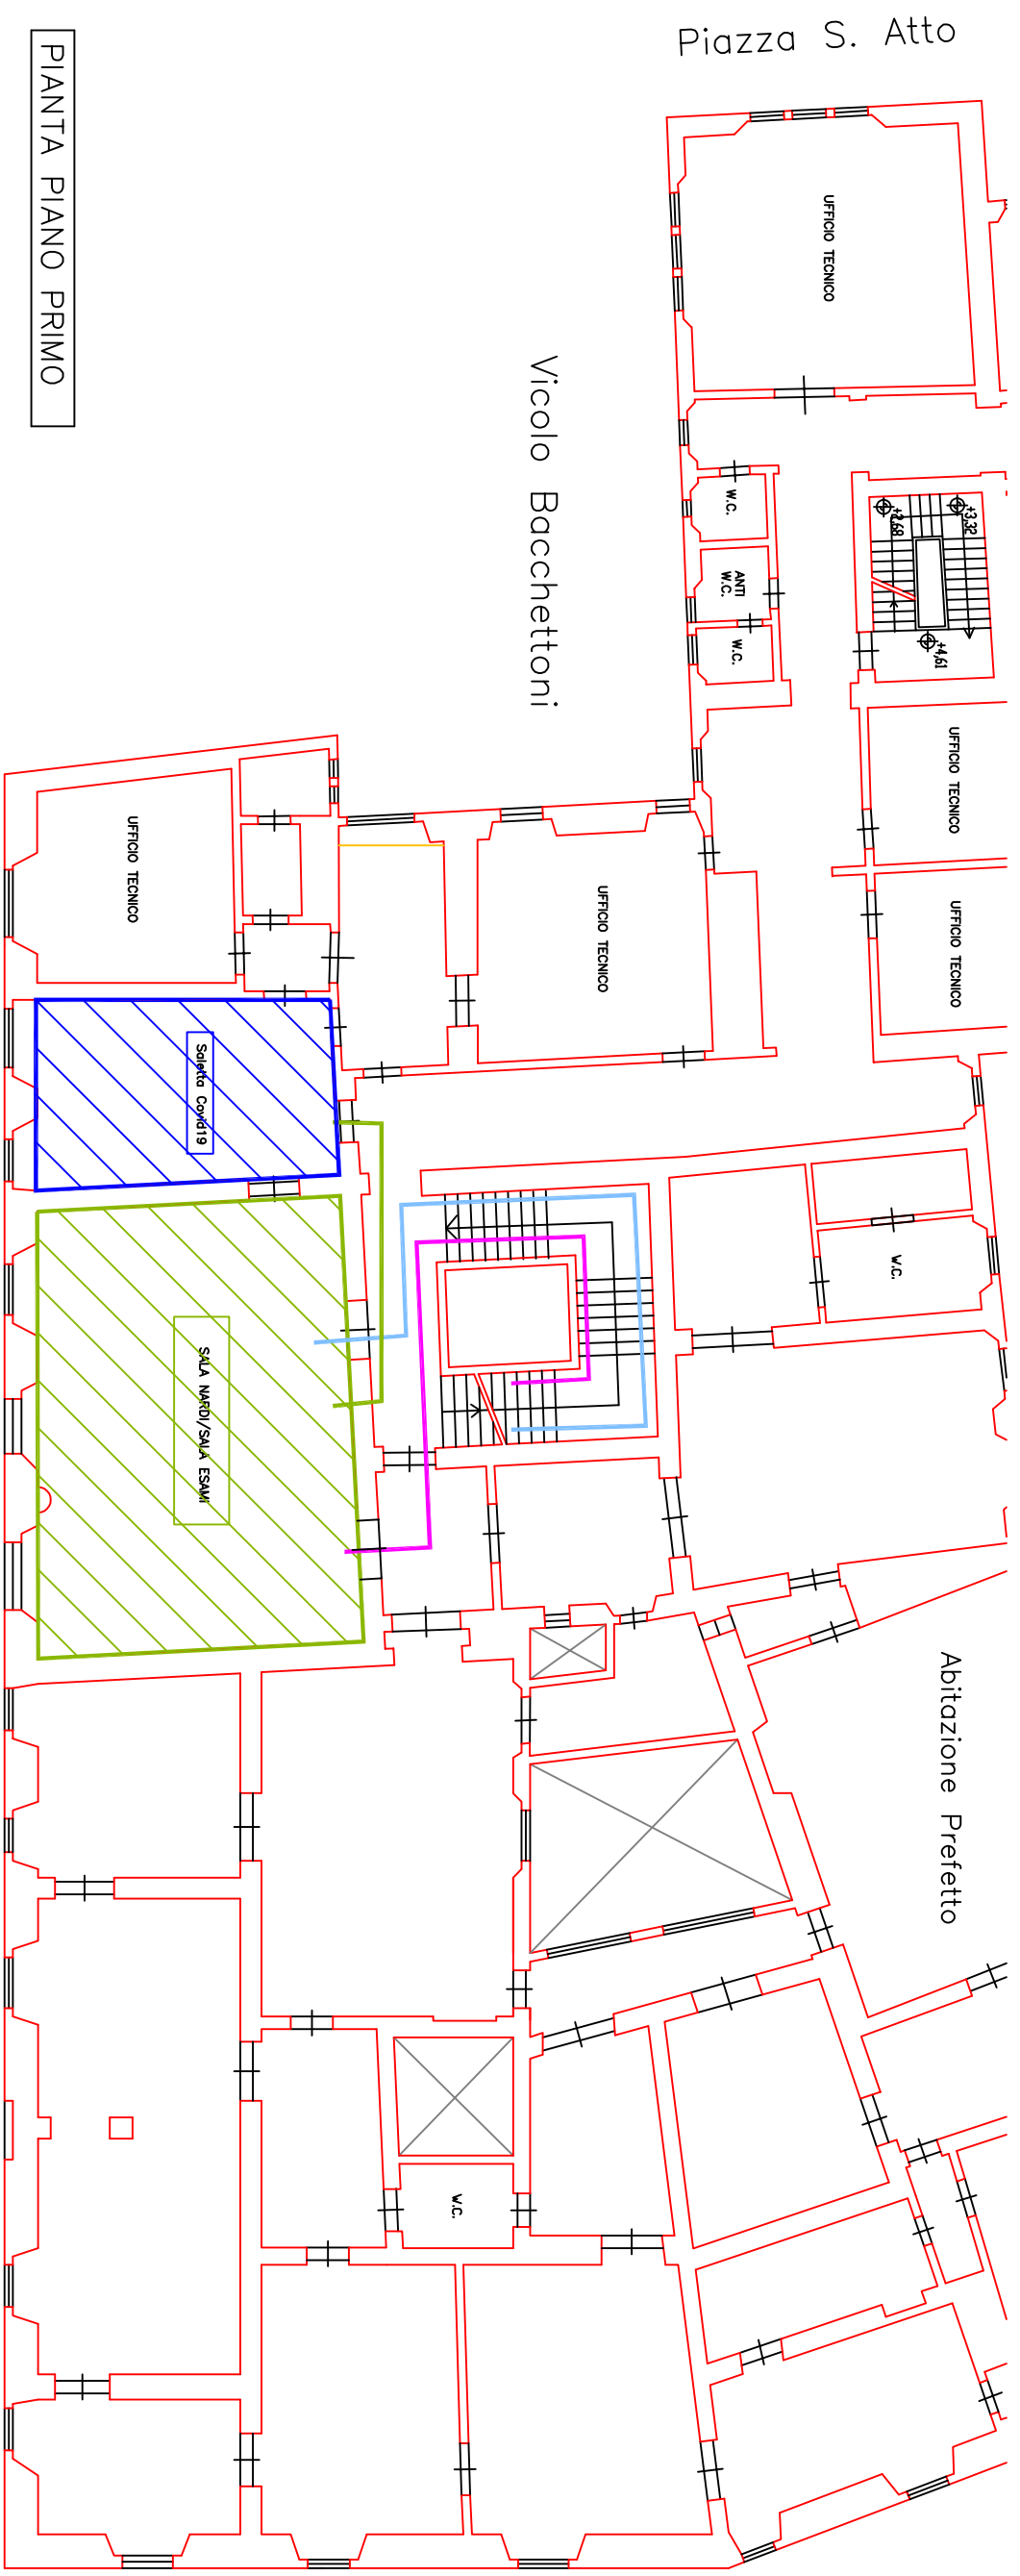 Piazza S. Atto
PIANTA PIANO PRIMO
UFFICIO TECNICO
Vicolo Bacchettoni
W.C.
ANTI
W.C.
W.C.
+3,32
+2,68
+4,61
UFFICIO TECNICO
UFFICIO TECNICO
UFFICIO TECNICO
UFFICIO TECNICO
Saletta Covid19
W.C.
SALA NARDI/SALA ESAMI
Abitazione Prefetto
W.C.